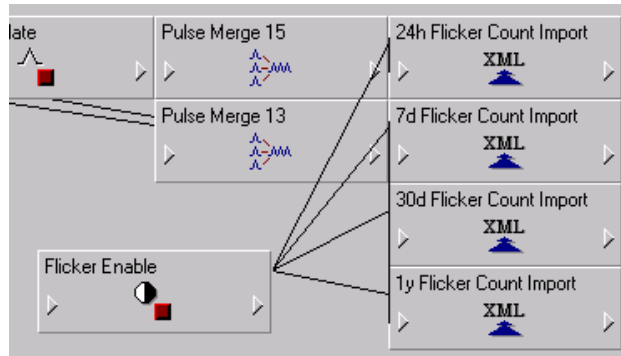 late
Pulse Merge 15
24h Flicker Count Import
XML
Pulse Merge 13
7d Flicker Count Import
XML
30d Flicker Count Import
XML
Flicker Enable
1y Flicker Count Import
XML